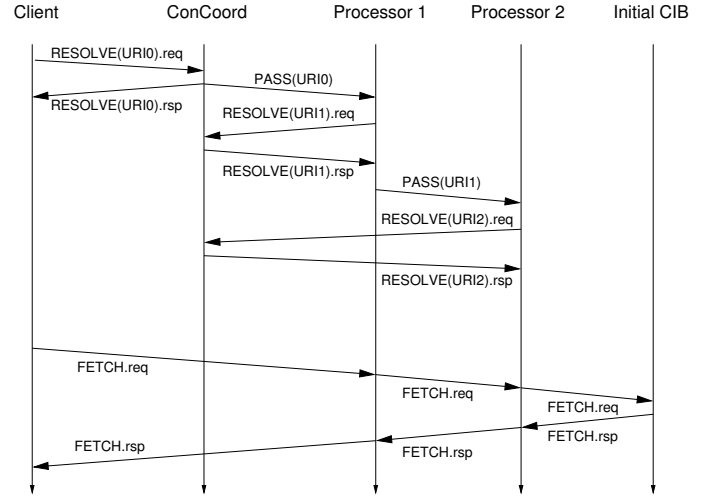 Client ConCoord Processor 1 Processor 2 Initial CIB
RESOLVE(URI0).req
PASS(URI0)
RESOLVE(URI0).rsp
RESOLVE(URI1).req
RESOLVE(URI1).rsp
PASS(URI1)
RESOLVE(URI2).req
RESOLVE(URI2).rsp
FETCH.req
FETCH.req
FETCH.req
FETCH.rsp
FETCH.rsp
FETCH.rsp